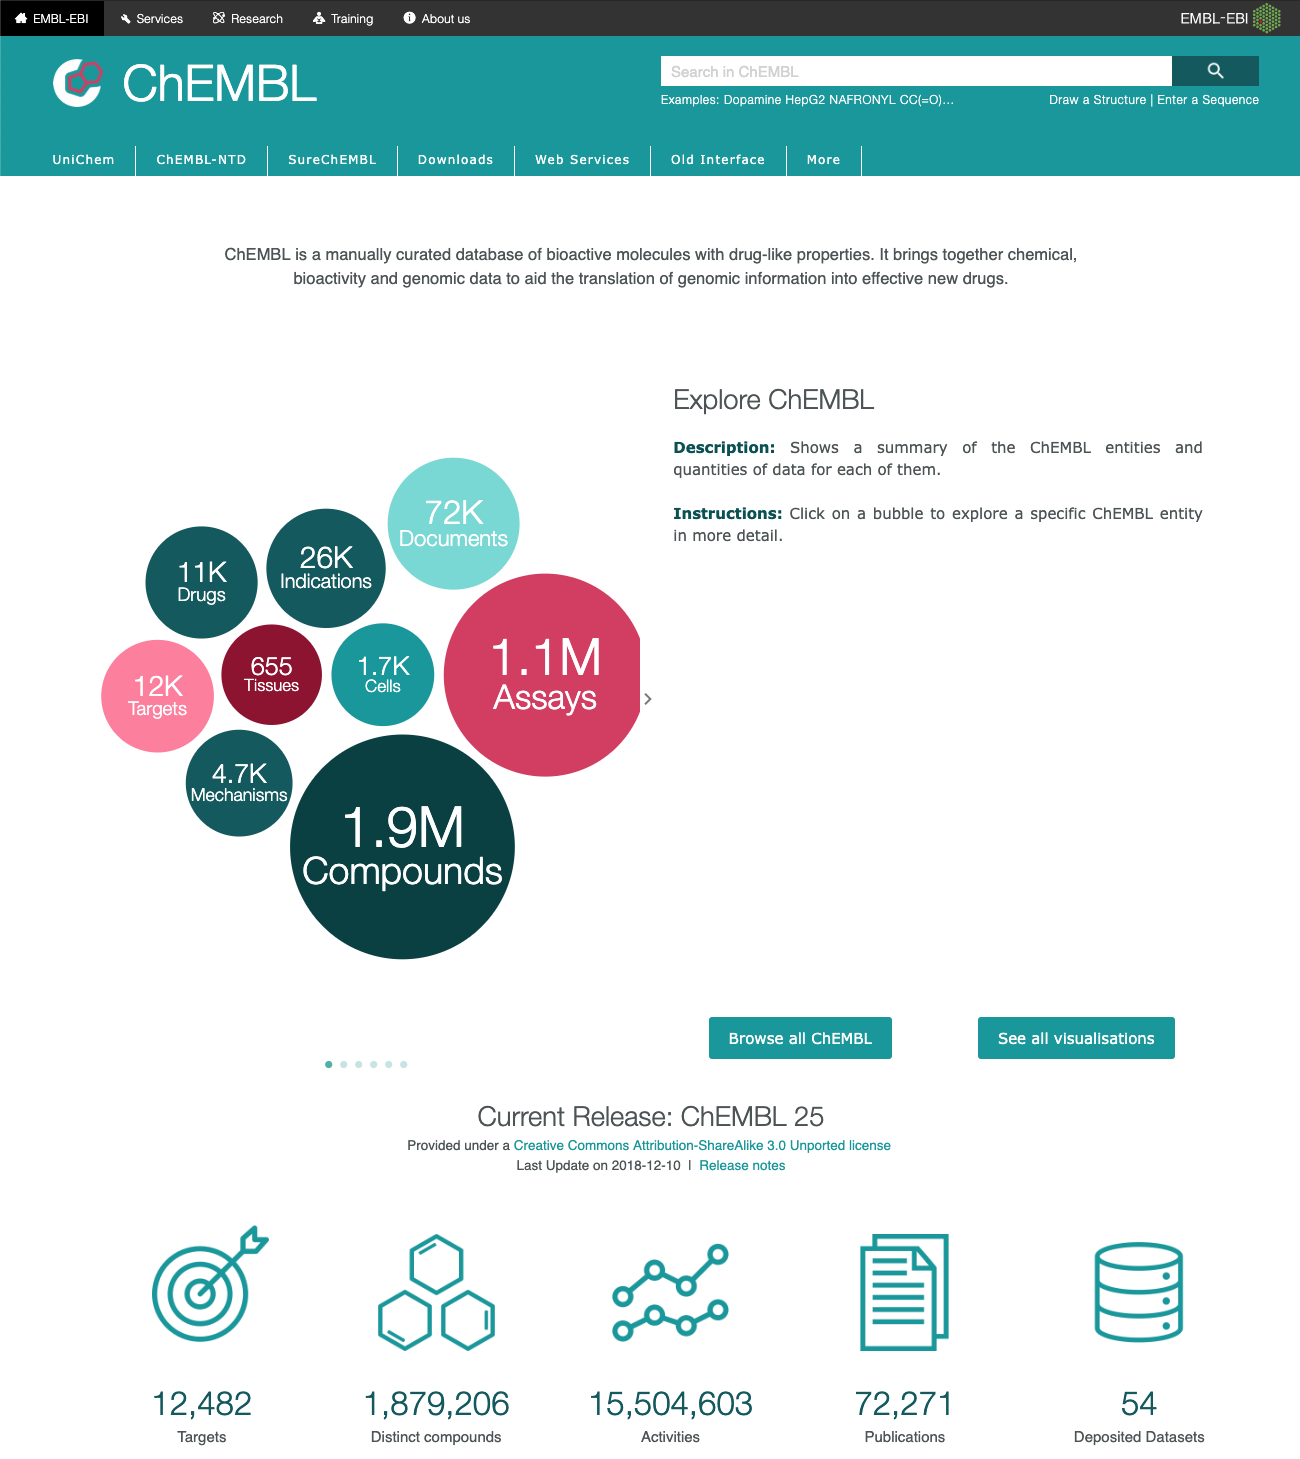 EMBL-EBI Services Research Training About us EMBL-EBI
ChEMBL
Search in ChEMBL
Examples: Dopamine HepG2 NAFRONYL CC(=O)... Draw a Structure | Enter a Sequence
UniChem ChEMBL-NTD SureChEMBL Downloads Web Services Old Interface More
ChEMBL is a manually curated database of bioactive molecules with drug-like properties. It brings together chemical,
bioactivity and genomic data to aid the translation of genomic information into effective new drugs.
72K
Documents
26K
Indications
11K
Drugs
1.1M
Assays
655
Tissues
1.7K
Cells
12K
Targets
4.7K
Mechanisms
1.9M
Compounds
Explore ChEMBL
Description: Shows a summary of the ChEMBL entities and
quantities of data for each of them.
Instructions: Click on a bubble to explore a specific ChEMBL entity
in more detail.
Browse all ChEMBL See all visualisations
Current Release: ChEMBL 25
Provided under a Creative Commons Attribution-ShareAlike 3.0 Unported license
Last Update on 2018-12-10 | Release notes
12,482 1,879,206 15,504,603 72,271 54
Targets Distinct compounds Activities Publications Deposited Datasets